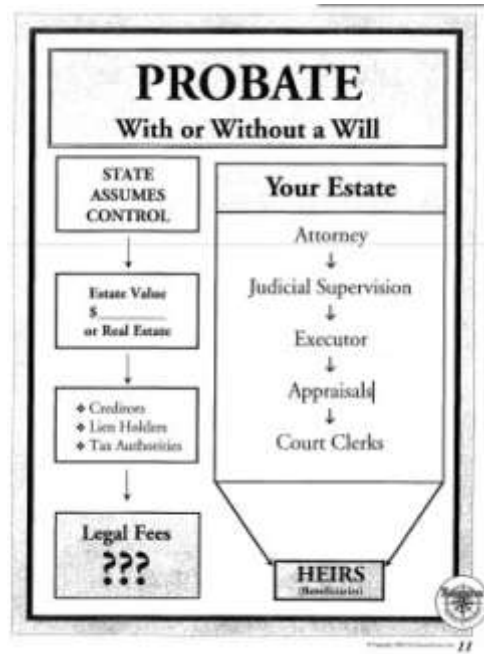 PROBATE
With or Without a Will
STATE
ASSUMES
CONTROL
Estate Value
$________
or Real Estate
❖ Creditors
❖ Lien Holders
❖ Tax Authorities
Legal Fees
???
Your Estate
Attorney
↓
Judicial Supervision
↓
Executor
↓
Appraisals
↓
Court Clerks
HEIRS
(Beneficiaries)
11